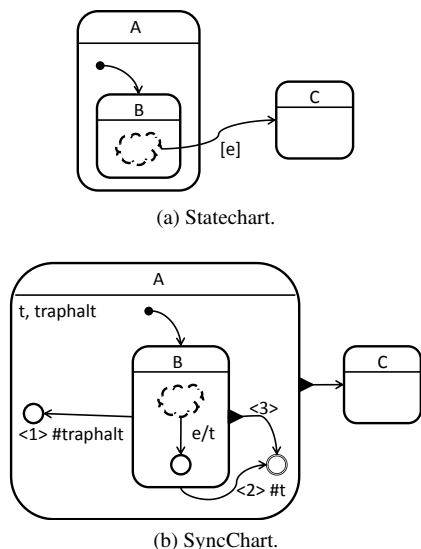 A
B
C
[e]
(a) Statechart.
A
t, traphalt
B
C
<3>
<1> #traphalt
e/t
<2> #t
(b) SyncChart.